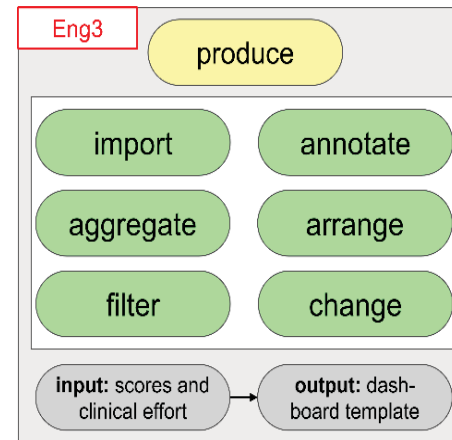 Eng3
produce
import
annotate
aggregate
arrange
filter
change
input: scores and
clinical effort
output: dash-
board template